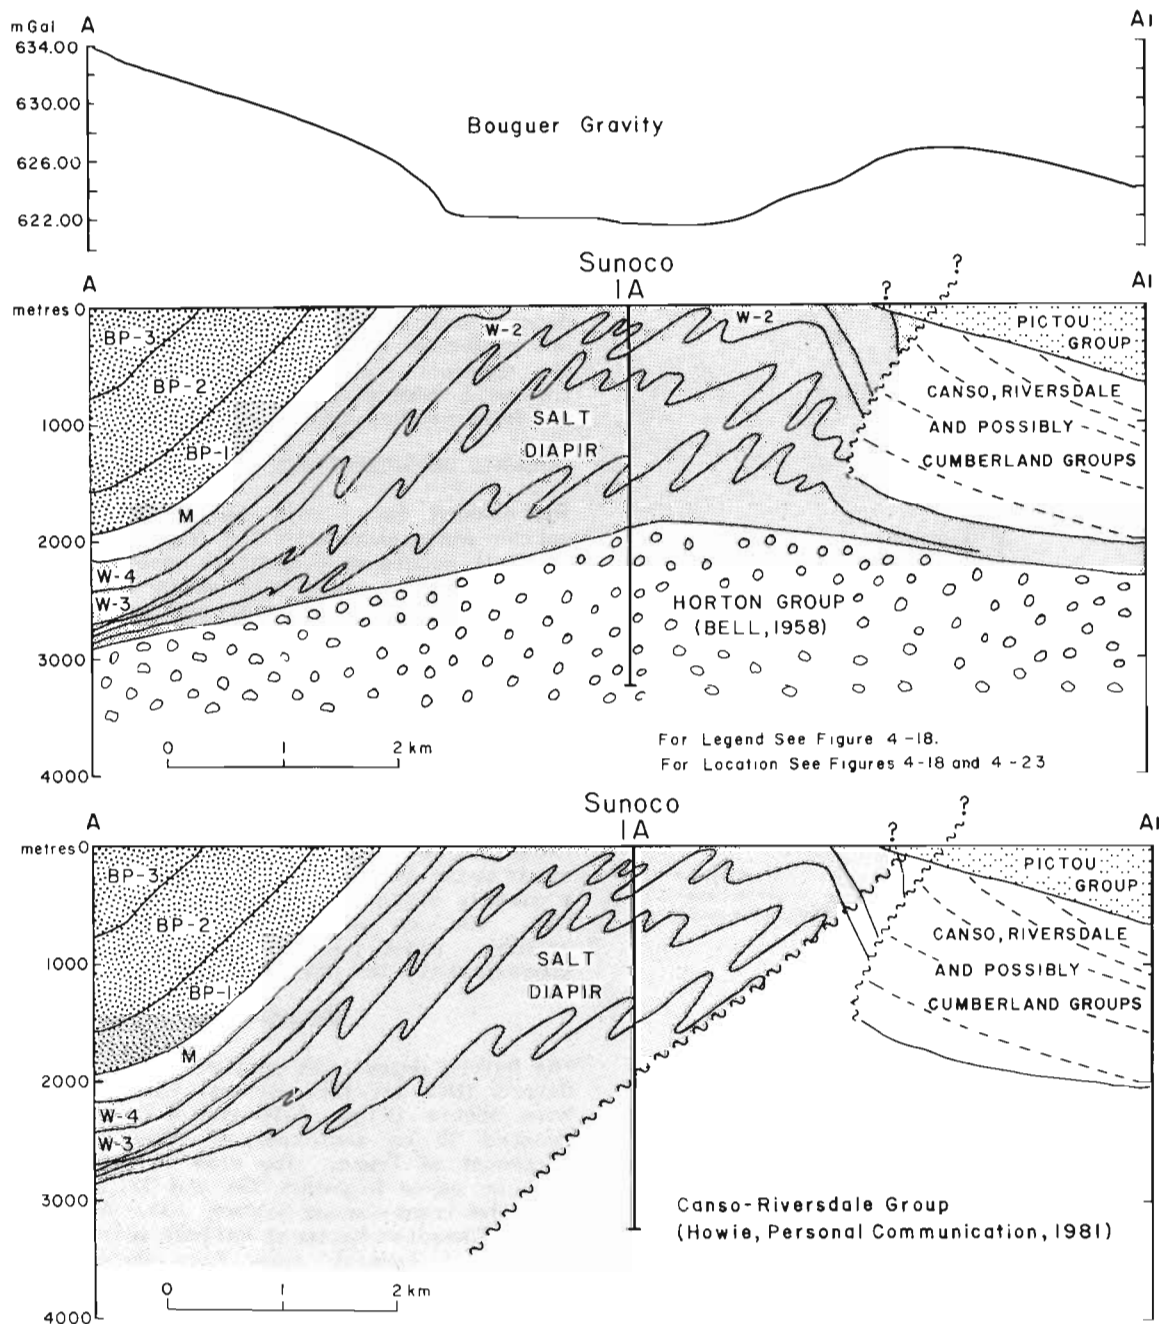 mGal A A1
634.00
630.00
626.00
622.00
Bouguer Gravity
Sunoco
A 1A ? ? A1
metres 0
1000
2000
3000
4000
BP-3
BP-2
BP-1
M
W-4
W-3
W-2
W-2
SALT
DIAPIR
PICTOU
GROUP
CANSO, RIVERSDALE
AND POSSIBLY
CUMBERLAND GROUPS
HORTON GROUP
(BELL, 1958)
0 1 2 km
For Legend See Figure 4-18.
For Location See Figures 4-18 and 4-23
Sunoco
A 1A ? ? A1
metres 0
1000
2000
3000
4000
BP-3
BP-2
BP-1
M
W-4
W-3
SALT
DIAPIR
PICTOU
GROUP
CANSO, RIVERSDALE
AND POSSIBLY
CUMBERLAND GROUPS
Canso-Riversdale Group
(Howie, Personal Communication, 1981)
0 1 2 km